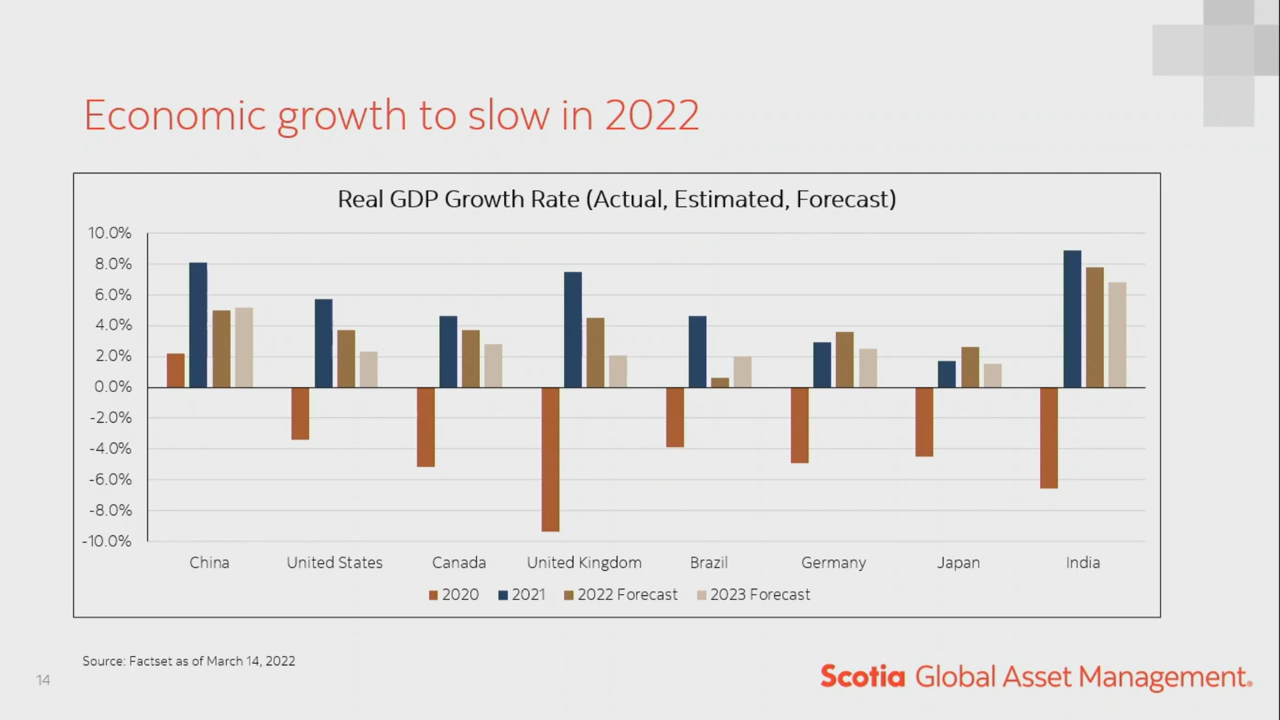 Economic growth to slow in 2022
Real GDP Growth Rate (Actual, Estimated, Forecast)
10.0%
8.0%
6.0%
4.0%
2.0%
0.0%
-2.0%
-4.0%
-6.0%
-8.0%
-10.0%
China United States Canada United Kingdom Brazil Germany Japan India
2020 2021 2022 Forecast 2023 Forecast
Source: Factset as of March 14, 2022
14
Scotia Global Asset Management®